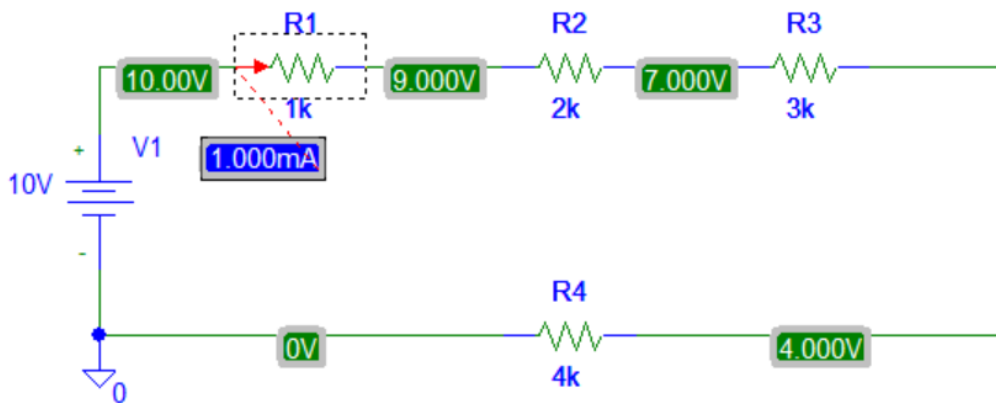 R1 R2 R3
10.00V 9.000V 7.000V
1k 2k 3k
+ V1
1.000mA
10V
-
R4
0V 4.000V
4k
0